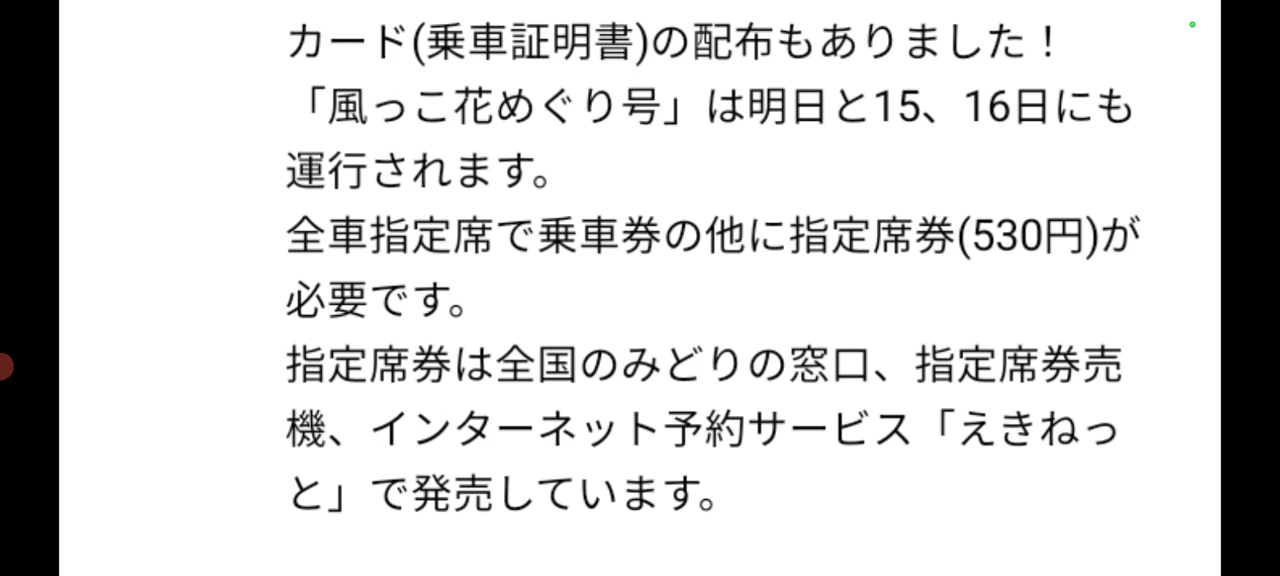 カード(乗車証明書)の配布もありました！
「風っこ花めぐり号」は明日と15、16日にも
運行されます。
全車指定席で乗車券の他に指定席券(530円)が
必要です。
指定席券は全国のみどりの窓口、指定席券売
機、インターネット予約サービス「えきねっ
と」で発売しています。